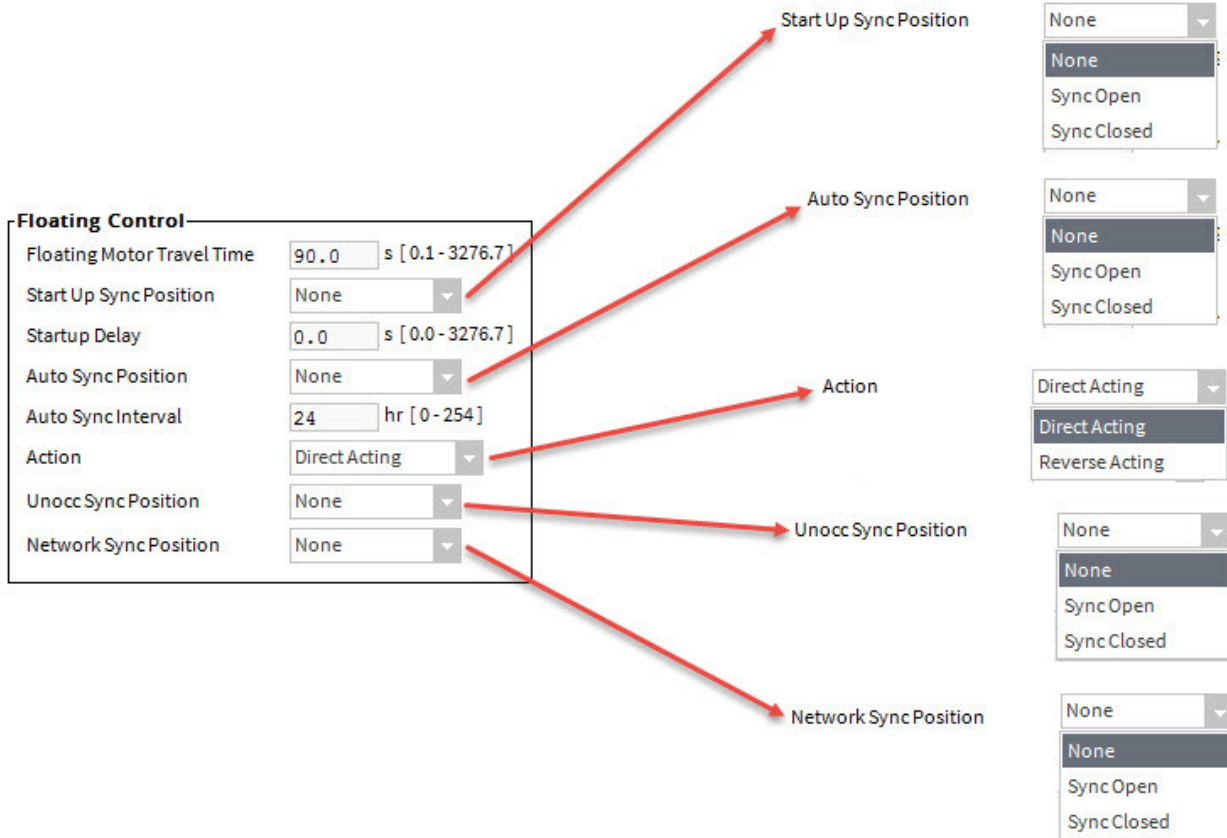 Floating Control
Floating Motor Travel Time 90.0 s [ 0.1 - 3276.7 ]
Start Up Sync Position None
Startup Delay 0.0 s [ 0.0 - 3276.7 ]
Auto Sync Position None
Auto Sync Interval 24 hr [ 0 - 254 ]
Action Direct Acting
Unocc Sync Position None
Network Sync Position None
Start Up Sync Position None
None
Sync Open
Sync Closed
Auto Sync Position None
None
Sync Open
Sync Closed
Action Direct Acting
Direct Acting
Reverse Acting
Unocc Sync Position None
None
Sync Open
Sync Closed
Network Sync Position None
None
Sync Open
Sync Closed